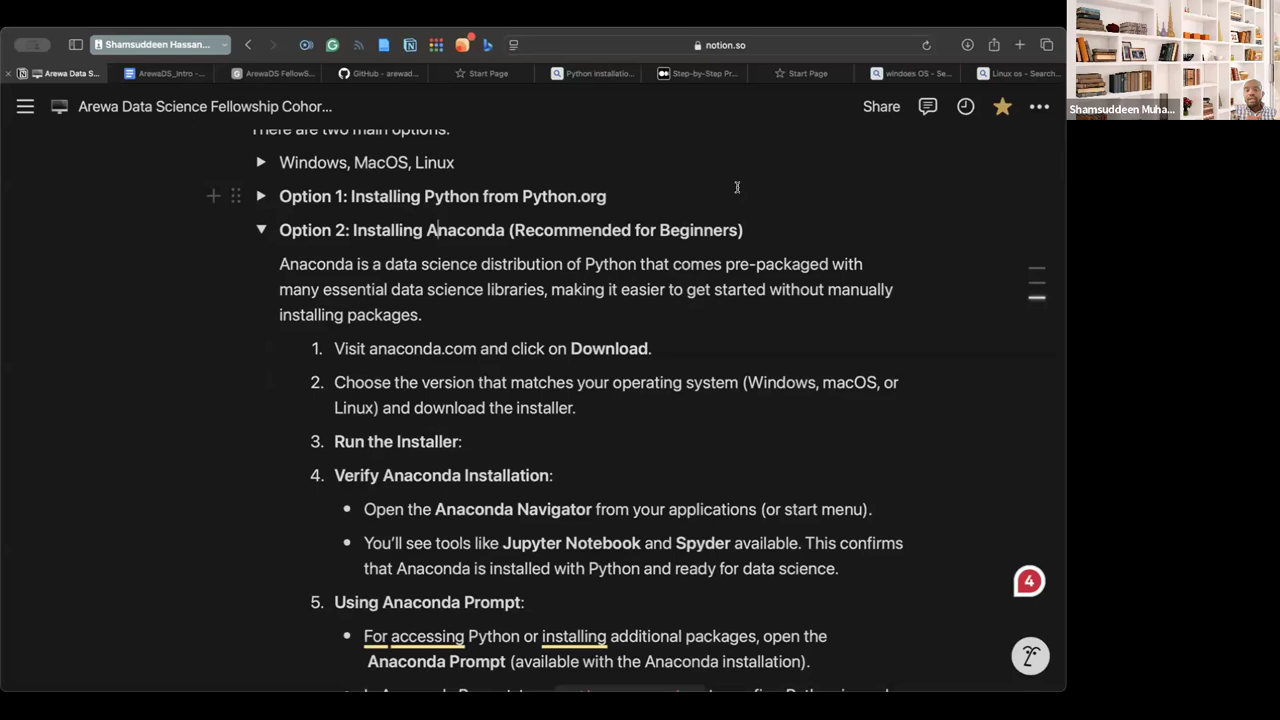 Shamsuddeen Hassan...
notion.so
Arewa Data S...
ArewaDS_Intro -...
ArewaDS FellowS...
GitHub - arewad...
Start Page
Python installatio...
Step-by-Step Pr...
Start Page
windoes OS - Se...
Linux os - Search...
Shamsuddeen Muha...
Arewa Data Science Fellowship Cohor...
Share
There are two main options:
Windows, MacOS, Linux
Option 1: Installing Python from Python.org
Option 2: Installing Anaconda (Recommended for Beginners)
Anaconda is a data science distribution of Python that comes pre-packaged with
many essential data science libraries, making it easier to get started without manually
installing packages.
1. Visit anaconda.com and click on Download.
2. Choose the version that matches your operating system (Windows, macOS, or
Linux) and download the installer.
3. Run the Installer:
4. Verify Anaconda Installation:
• Open the Anaconda Navigator from your applications (or start menu).
• You'll see tools like Jupyter Notebook and Spyder available. This confirms
that Anaconda is installed with Python and ready for data science.
4
5. Using Anaconda Prompt:
• For accessing Python or installing additional packages, open the
Anaconda Prompt (available with the Anaconda installation).